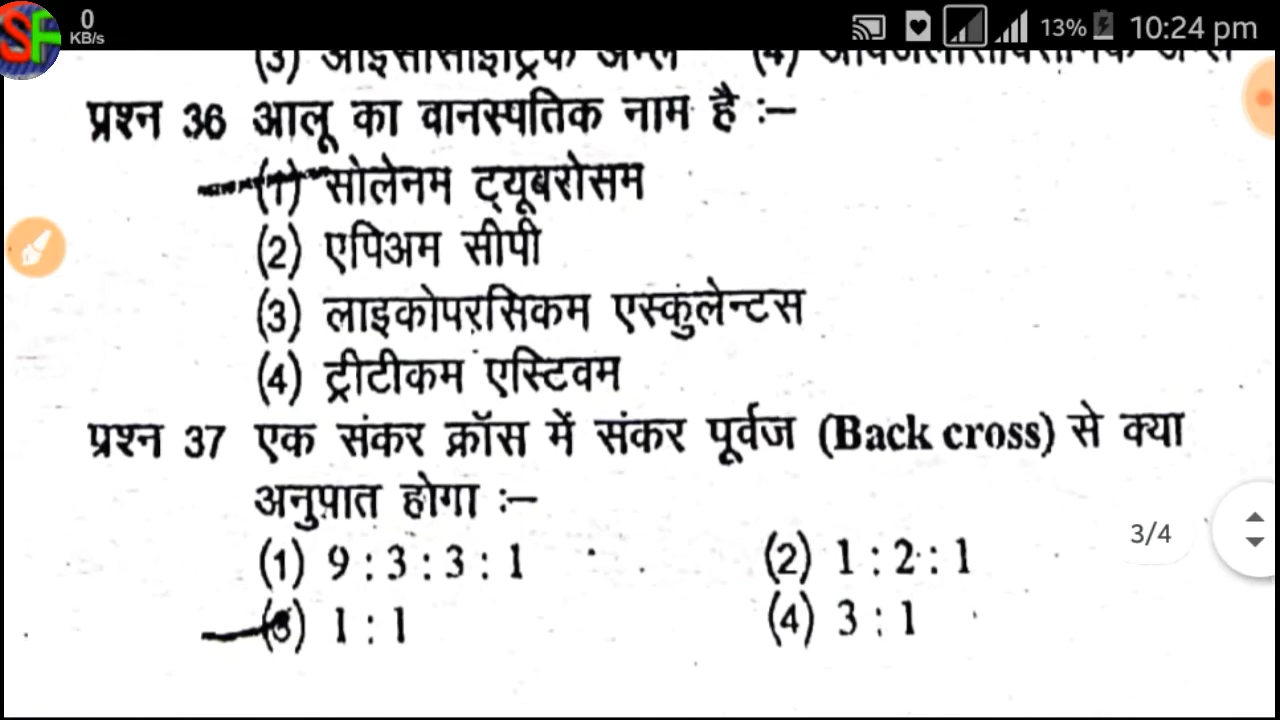 SF
0
KB/s
13%
10:24 pm
प्रश्न 36 आलू का वानस्पतिक नाम है :–
(1) सोलेनम ट्यूबरोसम
(2) एपिअम सीपी
(3) लाइकोपरसिकम एस्कुंलेन्टस
(4) ट्रीटीकम एस्टिवम
प्रश्न 37 एक संकर क्रॉस में संकर पूर्वज (Back cross) से क्या
अनुपात होगा :–
(1) 9 : 3 : 3 : 1 (2) 1 : 2 : 1
(3) 1 : 1 (4) 3 : 1
3/4